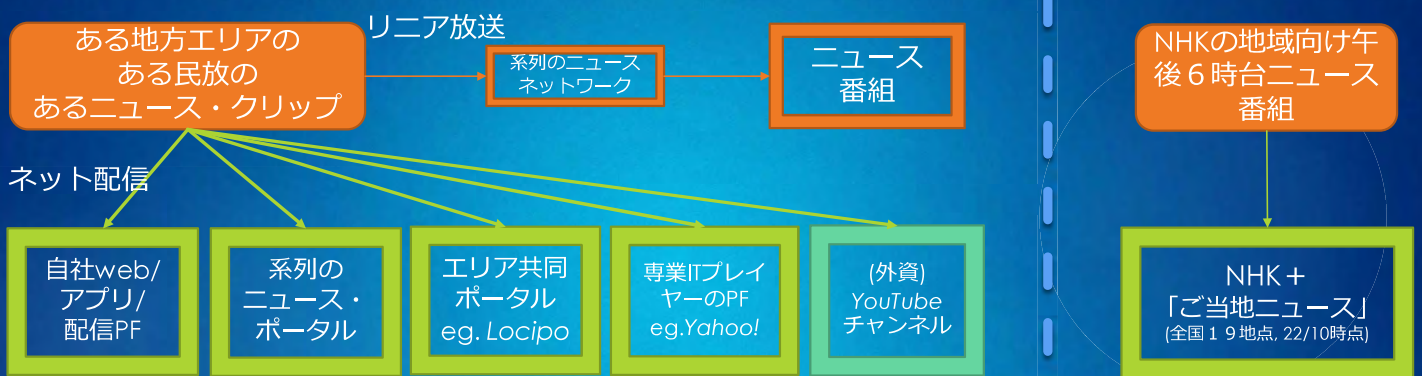 リニア放送
ある地方エリアの
ある民放の
あるニュース・クリップ
系列のニュース
ネットワーク
ニュース
番組
ネット配信
自社web/
アプリ/
配信PF
系列の
ニュース・
ポータル
エリア共同
ポータル
eg. Locipo
専業ITプレイ
ヤーのPF
eg.Yahoo!
(外資)
YouTube
チャンネル
NHKの地域向け午
後６時台ニュース
番組
NHK＋
「ご当地ニュース」
(全国１９地点, 22/10時点)